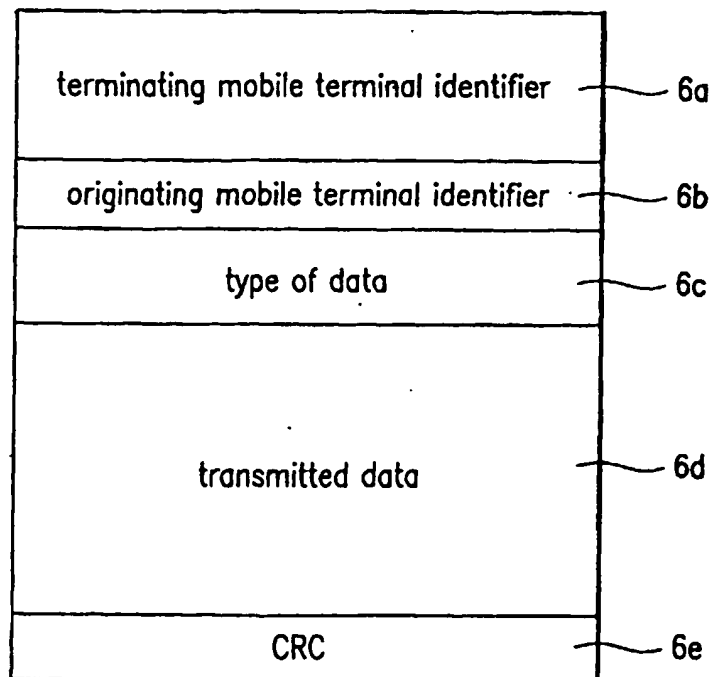 terminating mobile terminal identifier 6a
originating mobile terminal identifier 6b
type of data 6c
transmitted data 6d
CRC 6e